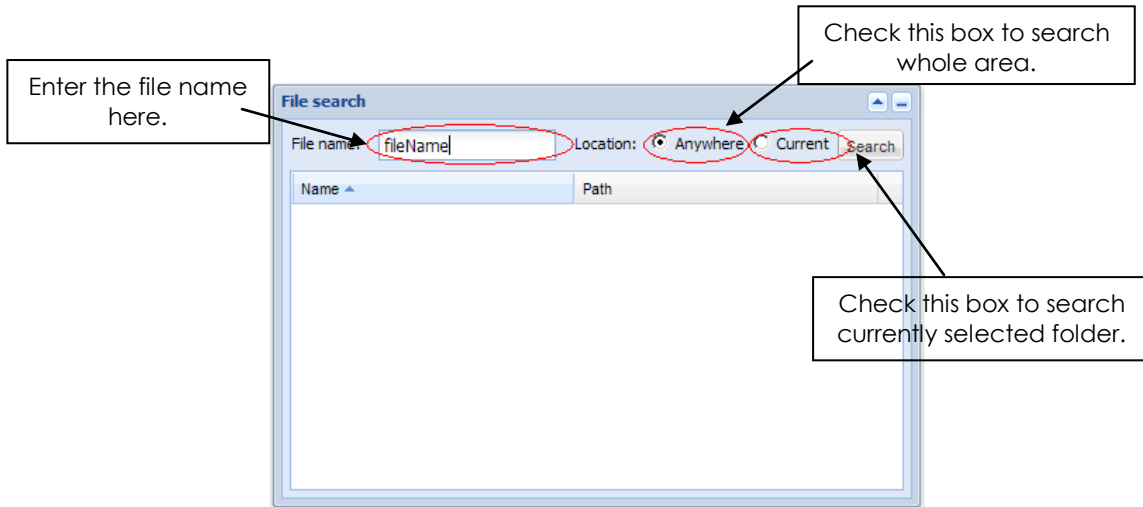 Check this box to search
whole area.
Enter the file name
here.
File search
File name: fileName Location: Anywhere Current Search
Name Path
Check this box to search
currently selected folder.